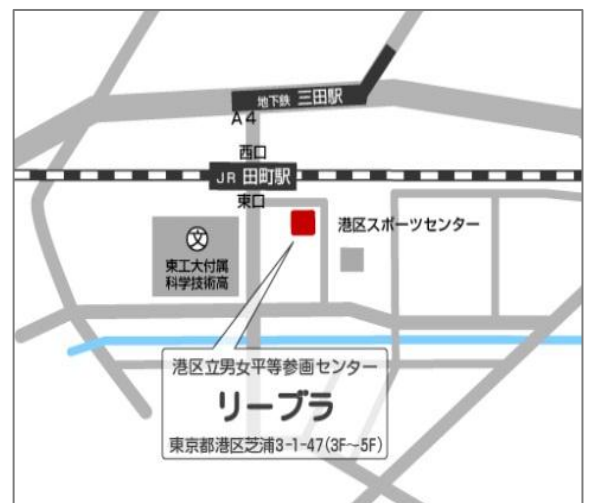 地下鉄 三田駅
A4
西口
JR 田町駅
東口
港区スポーツセンター
文
東工大付属
科学技術高
港区立男女平等参画センター
リーブラ
東京都港区芝浦3-1-47(3F～5F)